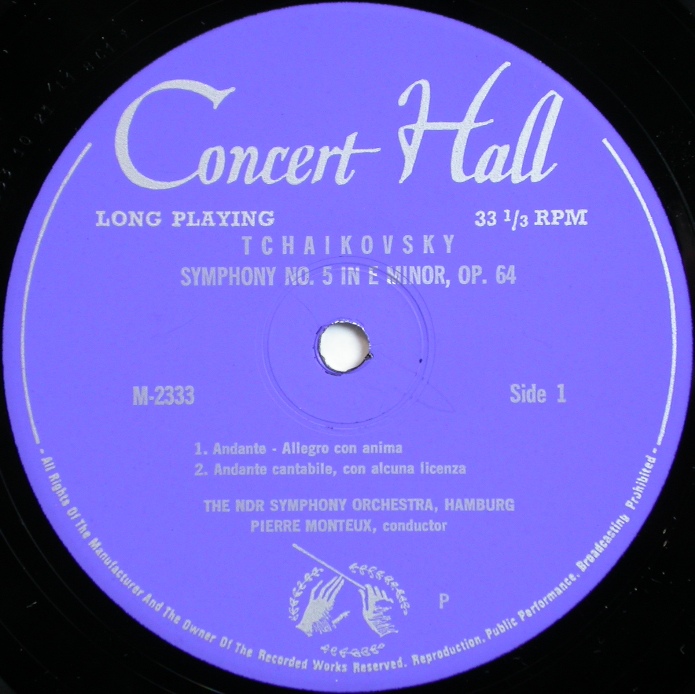 Concert Hall
LONG PLAYING
33 1/3 RPM
TCHAIKOVSKY
SYMPHONY NO. 5 IN E MINOR, OP. 64
M-2333
Side 1
1. Andante - Allegro con anima
2. Andante cantabile, con alcuna licenza
THE NDR SYMPHONY ORCHESTRA, HAMBURG
PIERRE MONTEUX, conductor
P
All Rights Of The Manufacturer And The Owner Of The Recorded Works Reserved. Reproduction, Public Performance, Broadcasting Prohibited